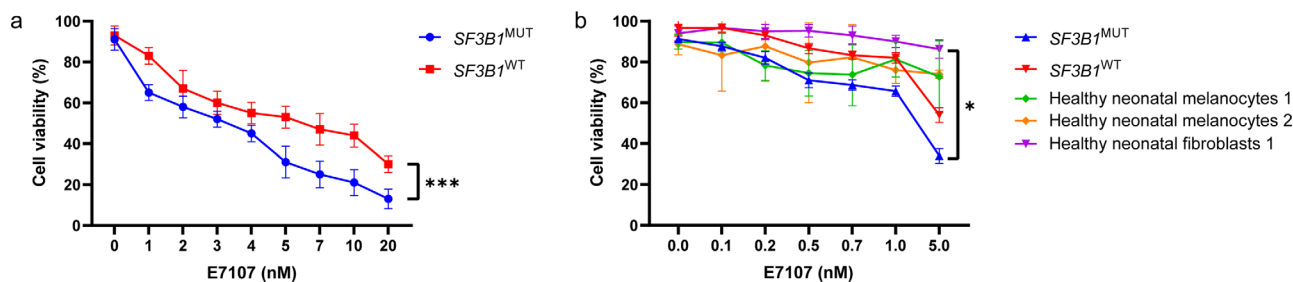 a
Cell viability (%)
100
80
60
40
20
0
0 1 2 3 4 5 7 10 20
E7107 (nM)
SF3B1MUT
SF3B1WT
***
b
Cell viability (%)
100
80
60
40
20
0
0.0 0.1 0.2 0.5 0.7 1.0 5.0
E7107 (nM)
*
SF3B1MUT
SF3B1WT
Healthy neonatal melanocytes 1
Healthy neonatal melanocytes 2
Healthy neonatal fibroblasts 1